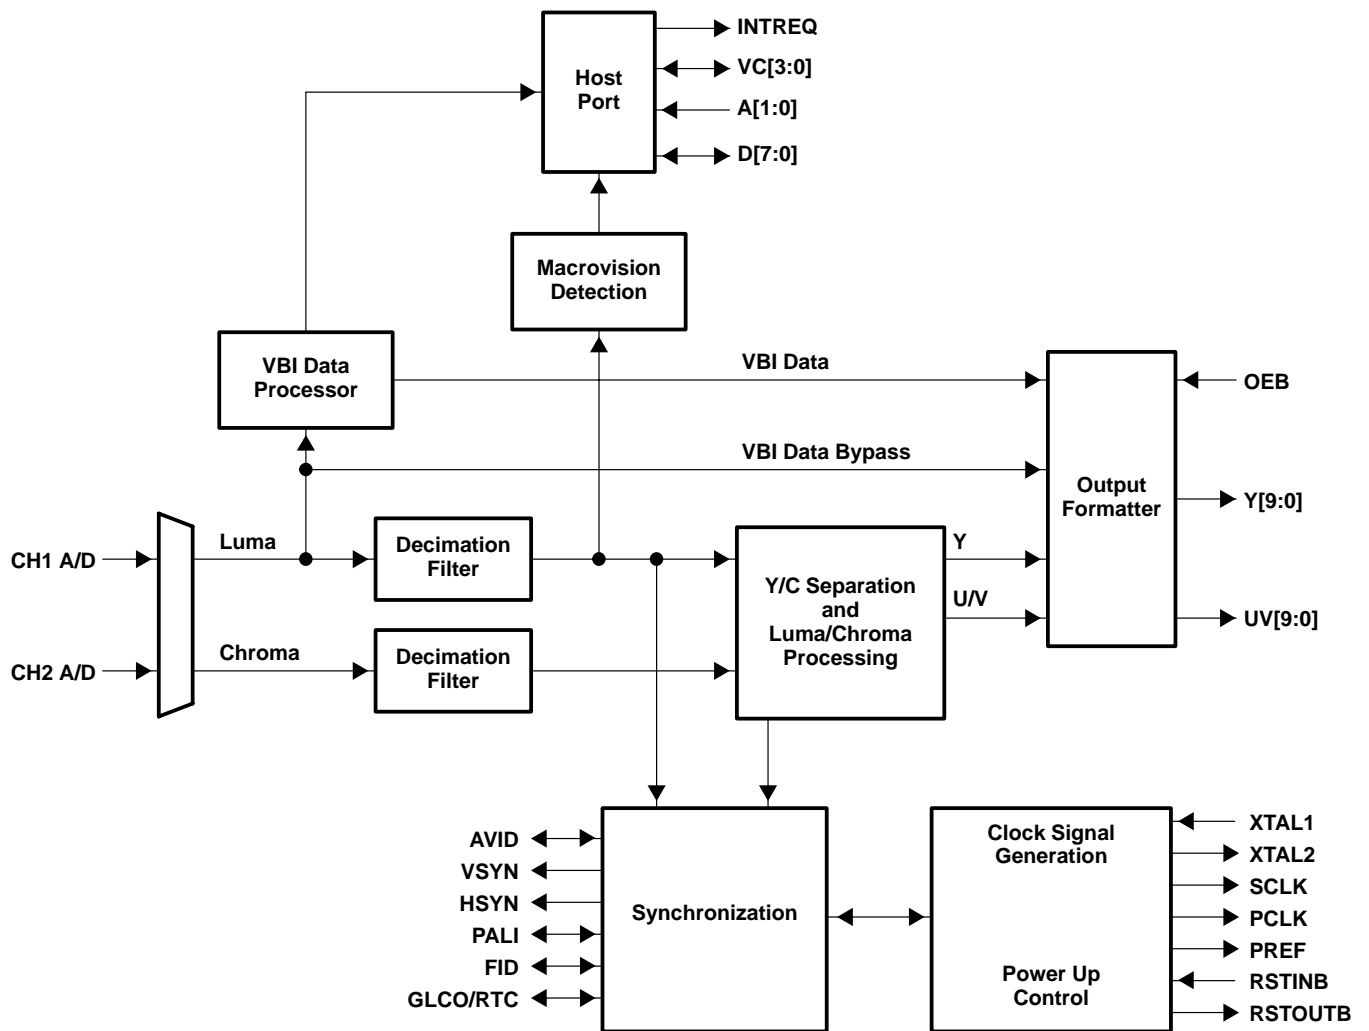 INTREQ
VC[3:0]
A[1:0]
D[7:0]
Host
Port
Macrovision
Detection
VBI Data
Processor
VBI Data
OEB
VBI Data Bypass
Output
Formatter
Y[9:0]
UV[9:0]
CH1 A/D
Luma
Decimation
Filter
Y/C Separation
and
Luma/Chroma
Processing
Y
U/V
CH2 A/D
Chroma
Decimation
Filter
AVID
VSYN
HSYN
PALI
FID
GLCO/RTC
Synchronization
Clock Signal
Generation
Power Up
Control
XTAL1
XTAL2
SCLK
PCLK
PREF
RSTINB
RSTOUTB